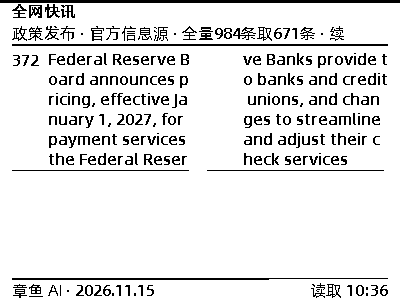 全网快讯
政策发布 · 官方信息源 · 全量984条取671条 · 续
372 Federal Reserve B
oard announces p
ricing, effective Ja
nuary 1, 2027, for
payment services
the Federal Reser
ve Banks provide t
o banks and credit
unions, and chan
ges to streamline
and adjust their c
heck services
章鱼 AI · 2026.11.15
读取 10:36